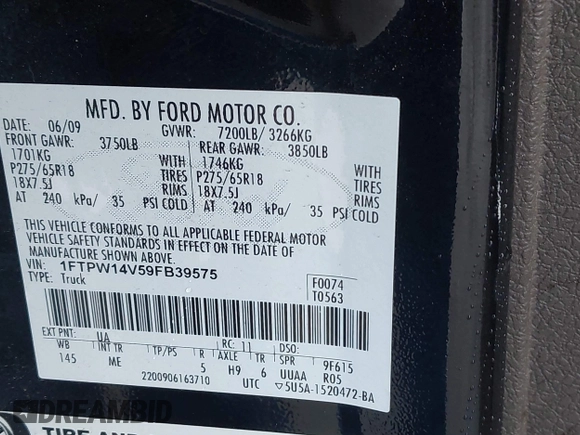 MFD. BY FORD MOTOR CO.
DATE: 06/09 GVWR: 7200LB/ 3266KG
FRONT GAWR: 3750LB REAR GAWR: 3850LB
1701KG WITH 1746KG WITH
P275/65R18 TIRES P275/65R18 TIRES
18X7.5J RIMS 18X7.5J RIMS
AT 240 kPa/ 35 PSI COLD AT 240 kPa/ 35 PSI COLD
THIS VEHICLE CONFORMS TO ALL APPLICABLE FEDERAL MOTOR
VEHICLE SAFETY STANDARDS IN EFFECT ON THE DATE OF
MANUFACTURE SHOWN ABOVE.
VIN: 1FTPW14V59FB39575 F0074
TYPE: Truck T0563
EXT PNT: UA RC: 11 DSO:
WB INT TR TP/PS R AXLE TR SPR 9F615
145 ME 5 H9 6 UUAA R05
2200906163710 UTC ▽5U5A-1520472-BA
DREAMBID
TIRE AND